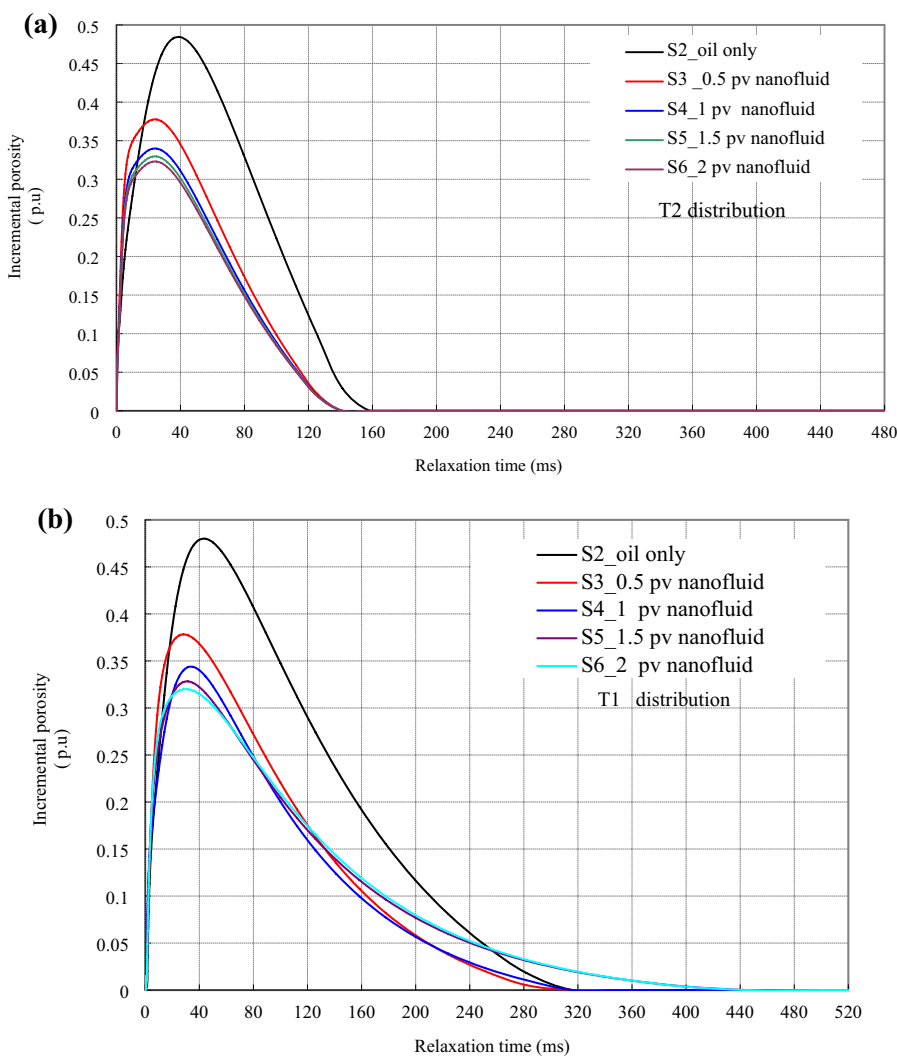 (a)
0.5
0.45
0.4
0.35
0.3
0.25
0.2
0.15
0.1
0.05
0
Incremental porosity
( p.u)
S2_oil only
S3 _0.5 pv nanofluid
S4_1 pv nanofluid
S5_1.5 pv nanofluid
S6_2 pv nanofluid
T2 distribution
0 40 80 120 160 200 240 280 320 360 400 440 480
Relaxation time (ms)
(b)
0.5
0.45
0.4
0.35
0.3
0.25
0.2
0.15
0.1
0.05
0
Incremental porosity
( p.u)
S2_oil only
S3_0.5 pv nanofluid
S4_1 pv nanofluid
S5_1.5 pv nanofluid
S6_2 pv nanofluid
T1 distribution
0 40 80 120 160 200 240 280 320 360 400 440 480 520
Relaxation time (ms)